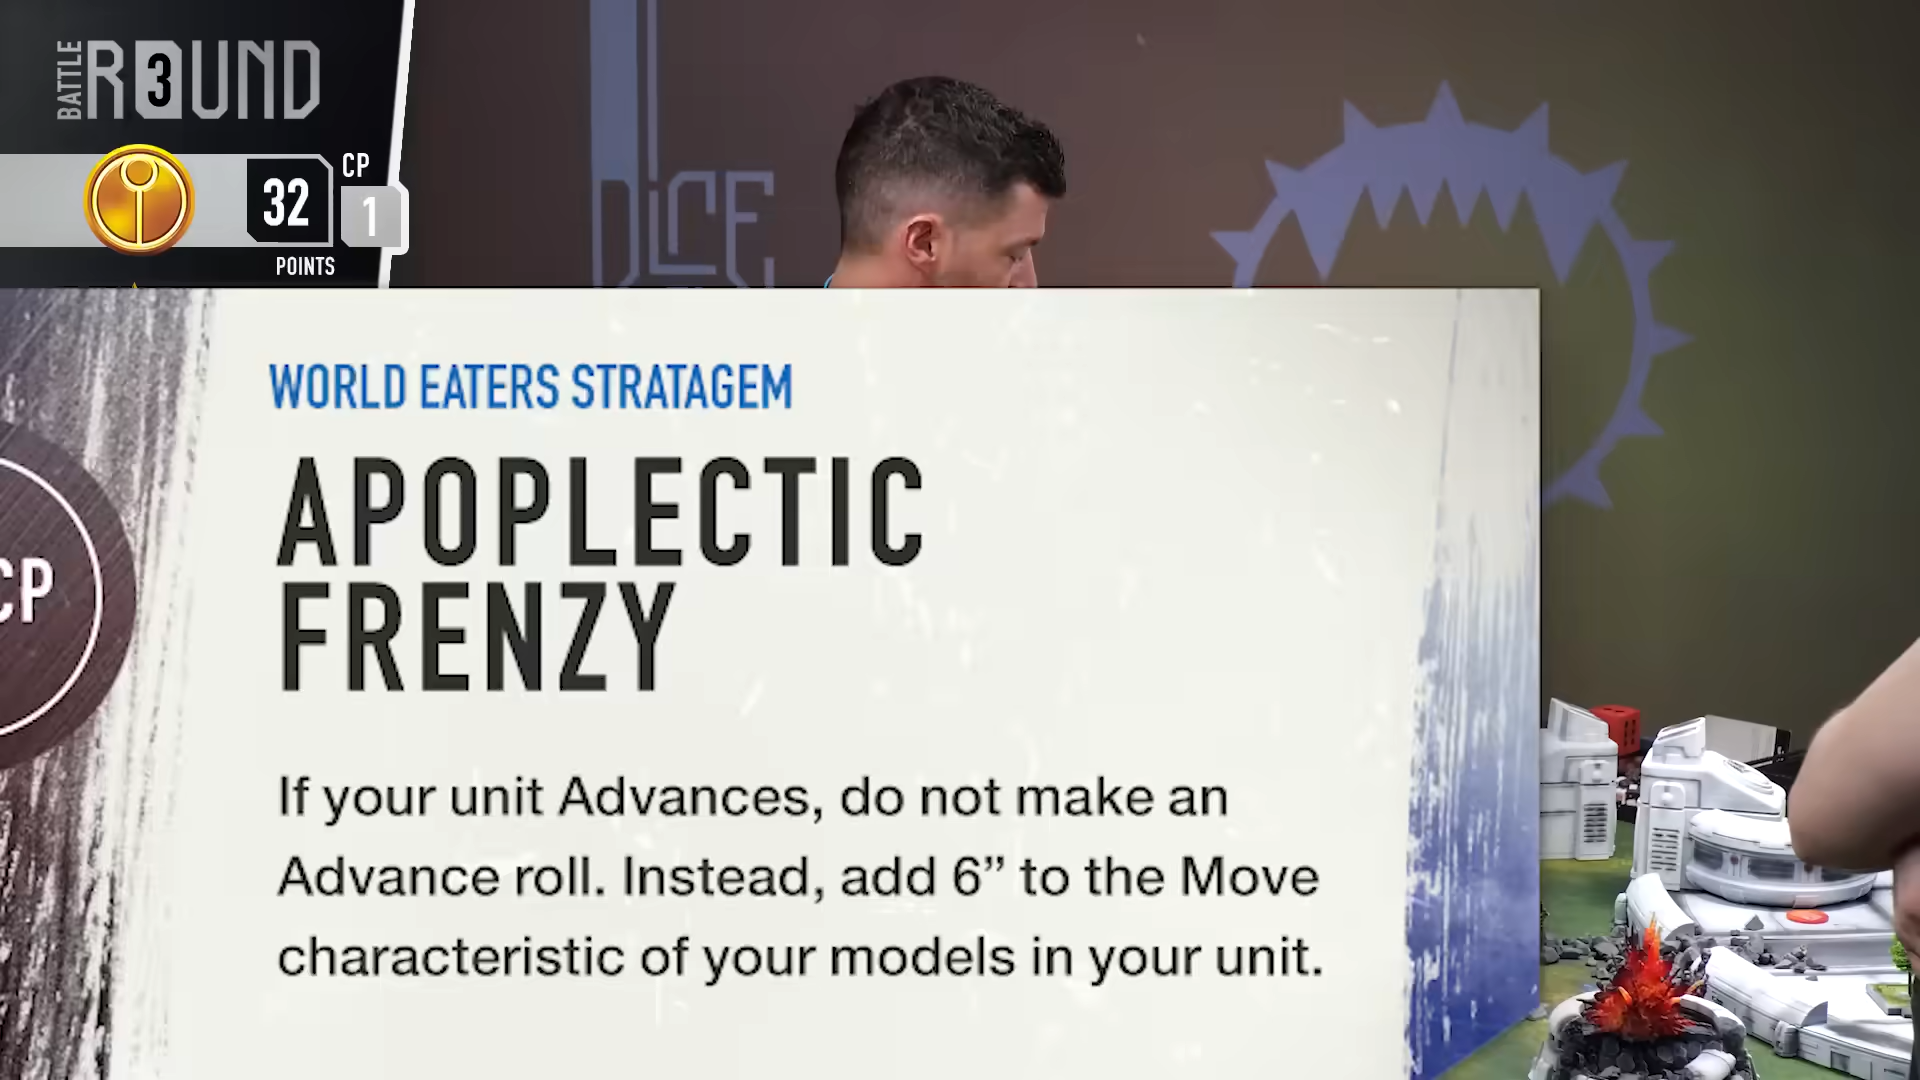 BATTLE
R3UND
CP
32
1
POINTS
DICE
WORLD EATERS STRATAGEM
APOPLECTIC
FRENZY
CP
If your unit Advances, do not make an
Advance roll. Instead, add 6” to the Move
characteristic of your models in your unit.